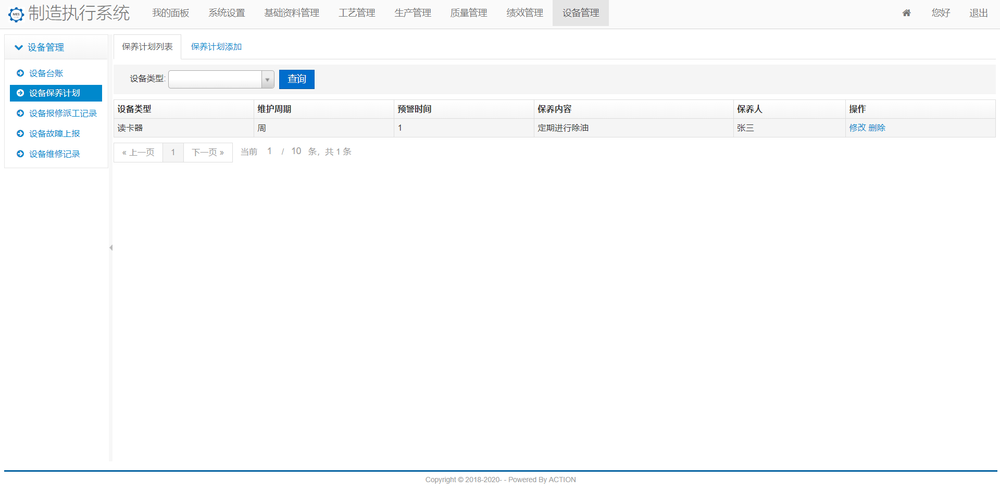 MES 制造执行系统 我的面板 系统设置 基础资料管理 工艺管理 生产管理 质量管理 绩效管理 设备管理 您好 退出
设备管理
设备台账
设备保养计划
设备报修派工记录
设备故障上报
设备维修记录
保养计划列表 保养计划添加
设备类型: 查询
设备类型 维护周期 预警时间 保养内容 保养人 操作
读卡器 周 1 定期进行除油 张三 修改 删除
« 上一页 1 下一页 » 当前 1 / 10 条，共 1 条
Copyright © 2018-2020- - Powered By ACTION